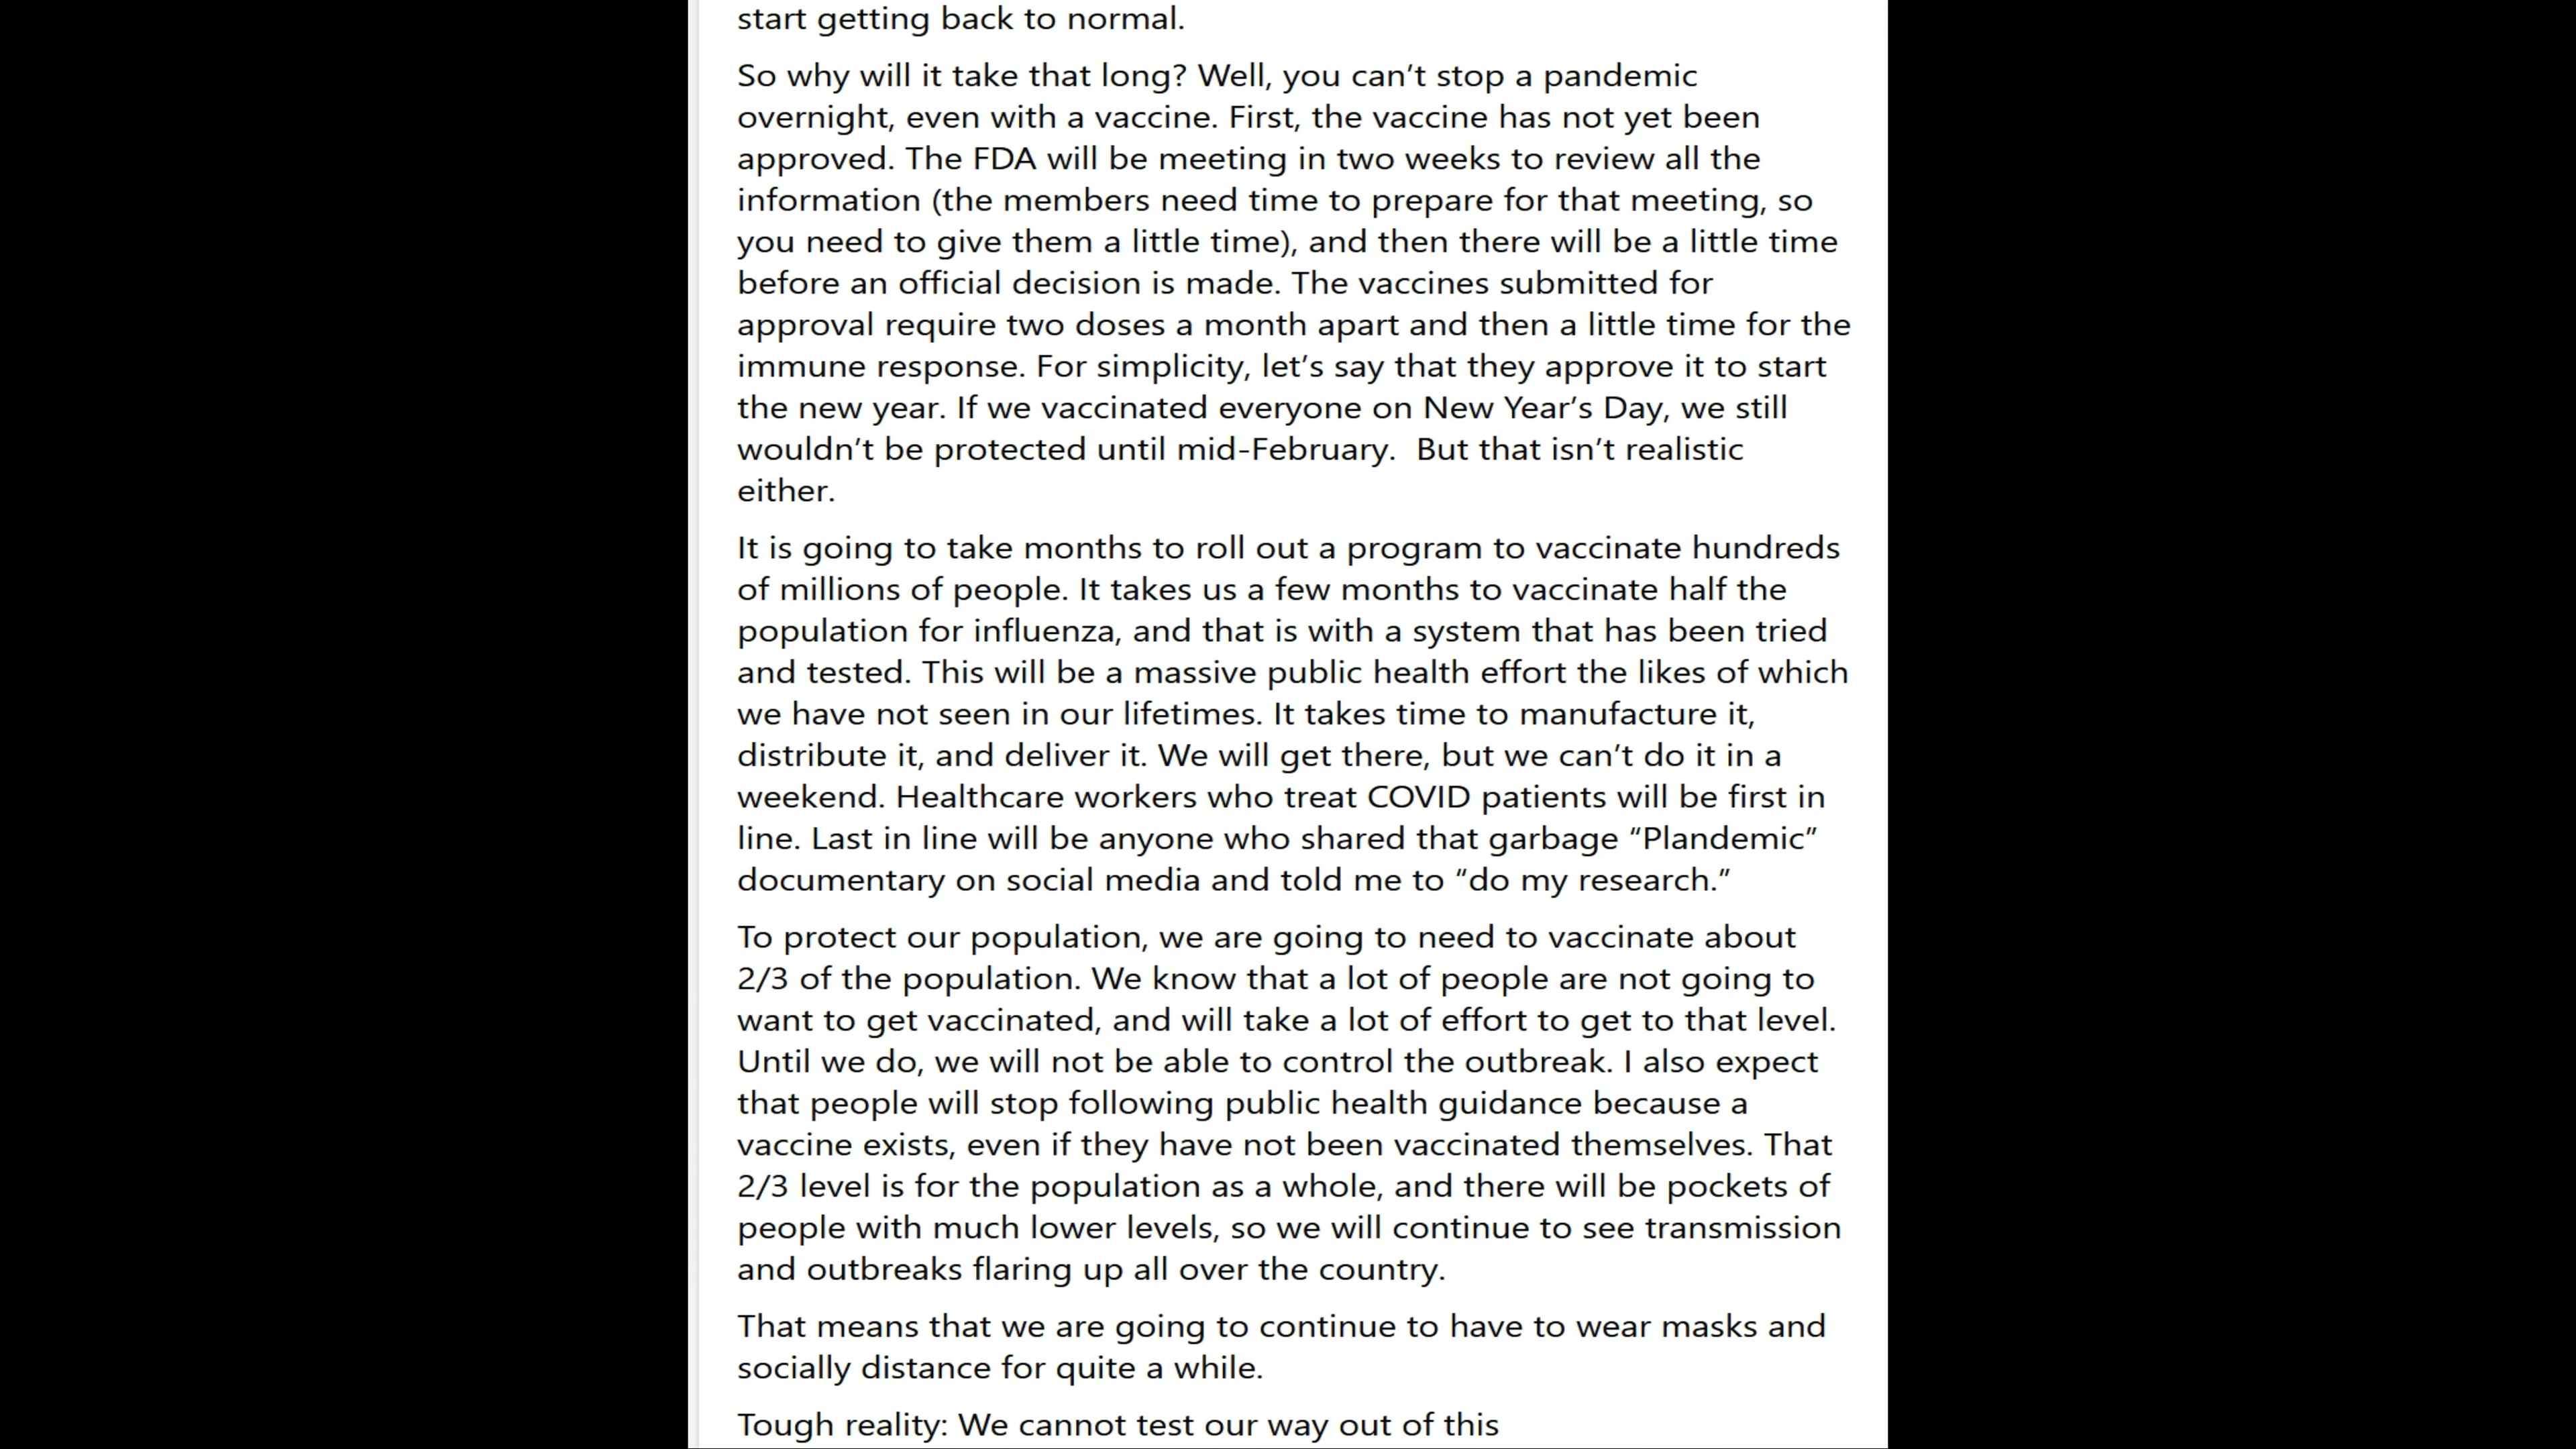 start getting back to normal.
So why will it take that long? Well, you can’t stop a pandemic
overnight, even with a vaccine. First, the vaccine has not yet been
approved. The FDA will be meeting in two weeks to review all the
information (the members need time to prepare for that meeting, so
you need to give them a little time), and then there will be a little time
before an official decision is made. The vaccines submitted for
approval require two doses a month apart and then a little time for the
immune response. For simplicity, let’s say that they approve it to start
the new year. If we vaccinated everyone on New Year’s Day, we still
wouldn’t be protected until mid-February.  But that isn’t realistic
either.
It is going to take months to roll out a program to vaccinate hundreds
of millions of people. It takes us a few months to vaccinate half the
population for influenza, and that is with a system that has been tried
and tested. This will be a massive public health effort the likes of which
we have not seen in our lifetimes. It takes time to manufacture it,
distribute it, and deliver it. We will get there, but we can’t do it in a
weekend. Healthcare workers who treat COVID patients will be first in
line. Last in line will be anyone who shared that garbage “Plandemic”
documentary on social media and told me to “do my research.”
To protect our population, we are going to need to vaccinate about
2/3 of the population. We know that a lot of people are not going to
want to get vaccinated, and will take a lot of effort to get to that level.
Until we do, we will not be able to control the outbreak. I also expect
that people will stop following public health guidance because a
vaccine exists, even if they have not been vaccinated themselves. That
2/3 level is for the population as a whole, and there will be pockets of
people with much lower levels, so we will continue to see transmission
and outbreaks flaring up all over the country.
That means that we are going to continue to have to wear masks and
socially distance for quite a while.
Tough reality: We cannot test our way out of this